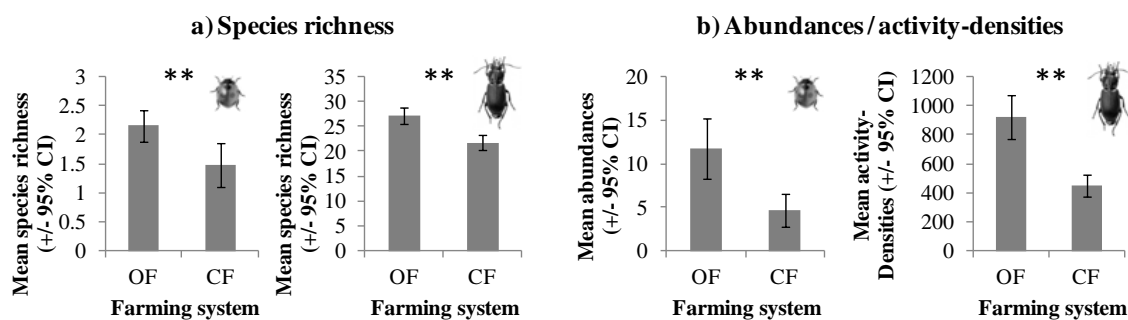 a) Species richness
b) Abundances / activity-densities
Mean species richness
(+/- 95% CI)
3
2.5
2
1.5
1
0.5
0
**
OF
CF
Farming system
Mean species richness
(+/- 95% CI)
35
30
25
20
15
10
5
0
**
OF
CF
Farming system
Mean abundances
(+/- 95% CI)
20
15
10
5
0
**
OF
CF
Farming system
Mean activity-
Densities (+/- 95% CI)
1200
1000
800
600
400
200
0
**
OF
CF
Farming system